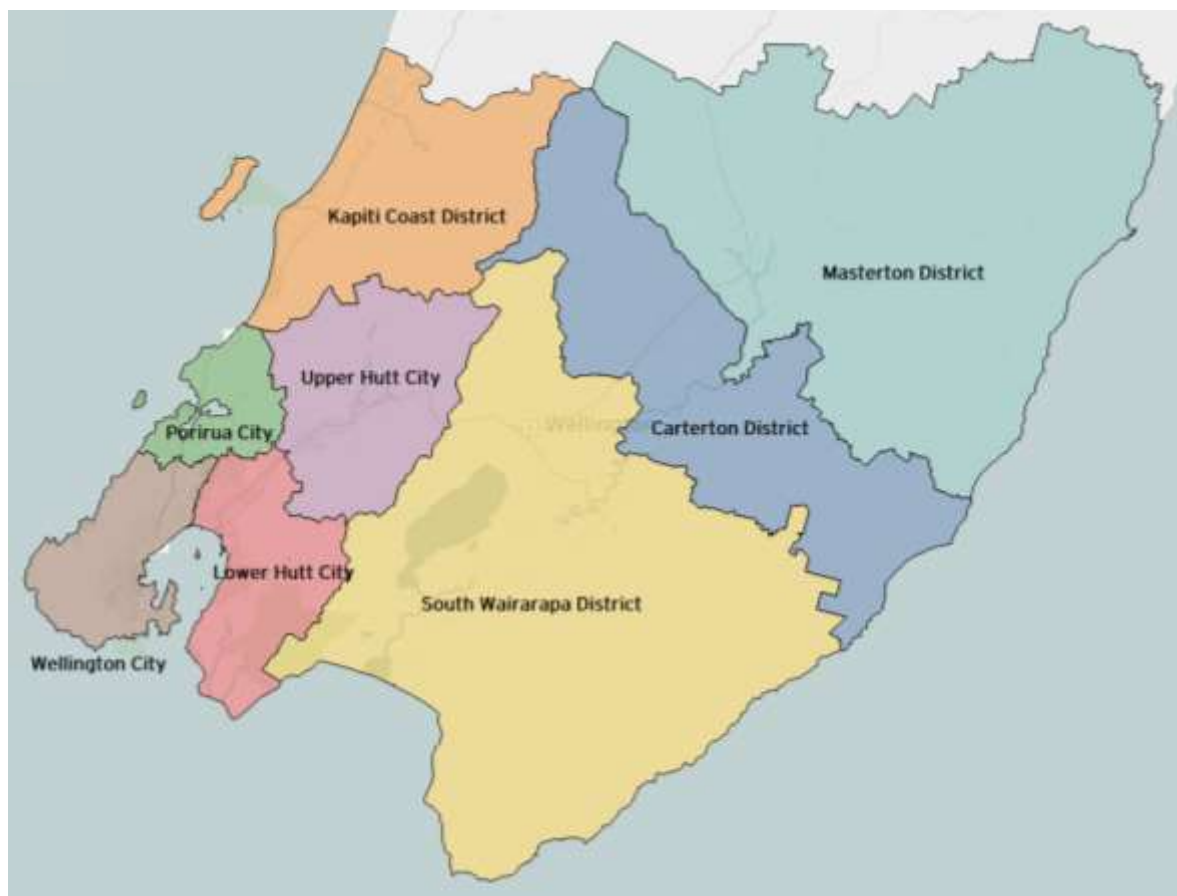 Kapiti Coast District
Masterton District
Upper Hutt City
Porirua City
Carterton District
Lower Hutt City
South Wairarapa District
Wellington City